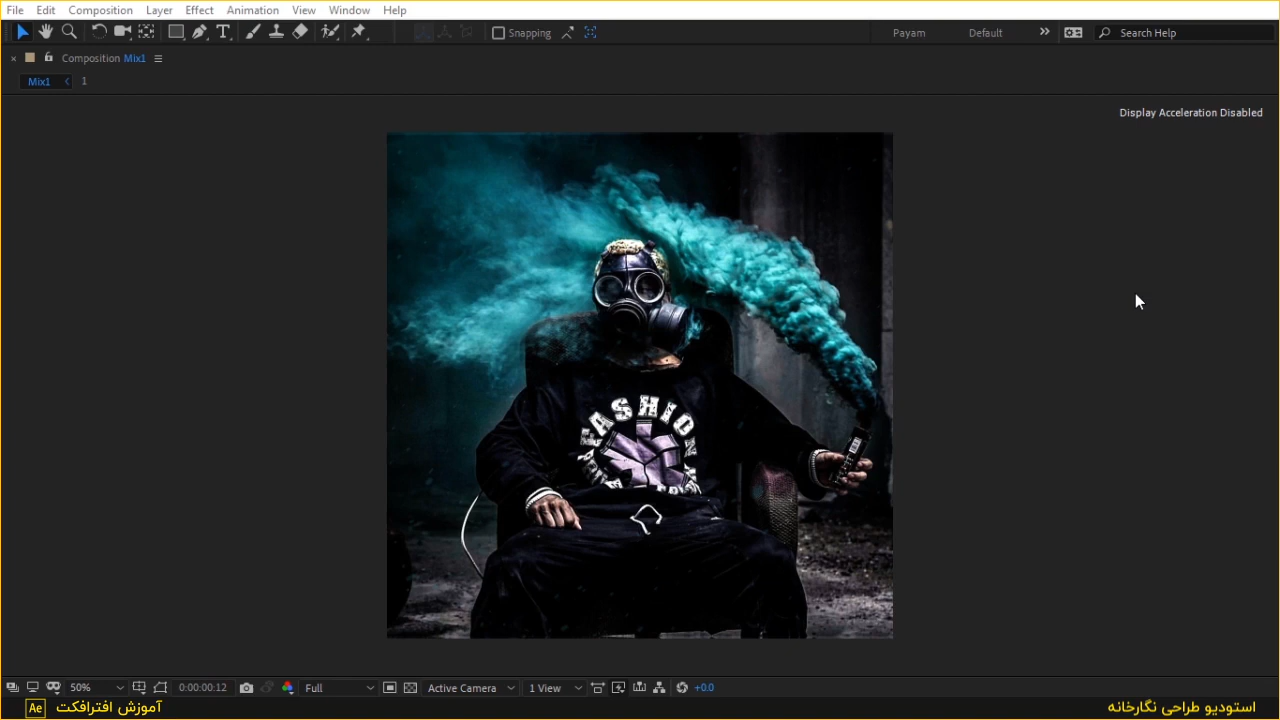 File Edit Composition Layer Effect Animation View Window Help
Snapping Payam Default Search Help
Composition Mix1
Mix1 1
Display Acceleration Disabled
FASHION
50% 0:00:00:12 Full Active Camera 1 View +0.0
Ae آموزش افترافکت استودیو طراحی نگارخانه